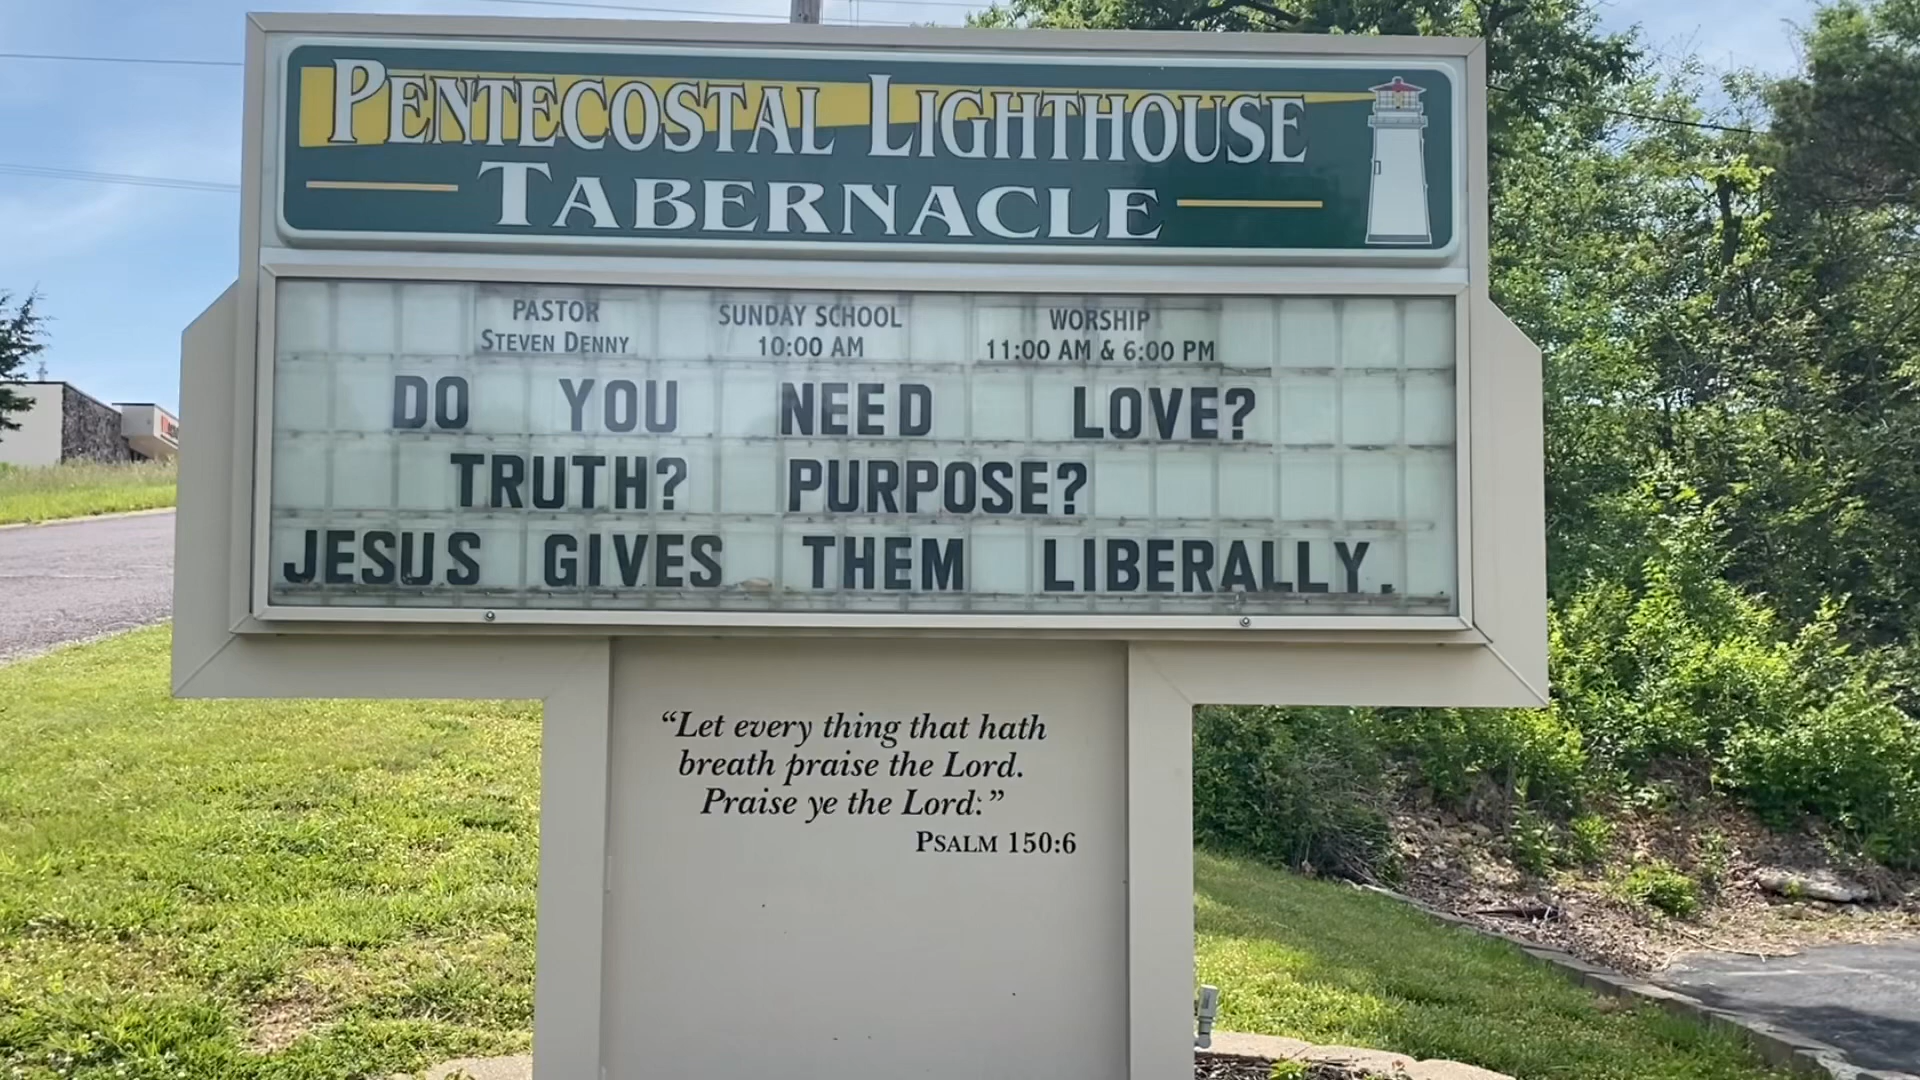 PENTECOSTAL LIGHTHOUSE
TABERNACLE
PASTOR
STEVEN DENNY
SUNDAY SCHOOL
10:00 AM
WORSHIP
11:00 AM & 6:00 PM
DO YOU NEED LOVE?
TRUTH? PURPOSE?
JESUS GIVES THEM LIBERALLY.
“Let every thing that hath
breath praise the Lord.
Praise ye the Lord.”
PSALM 150:6